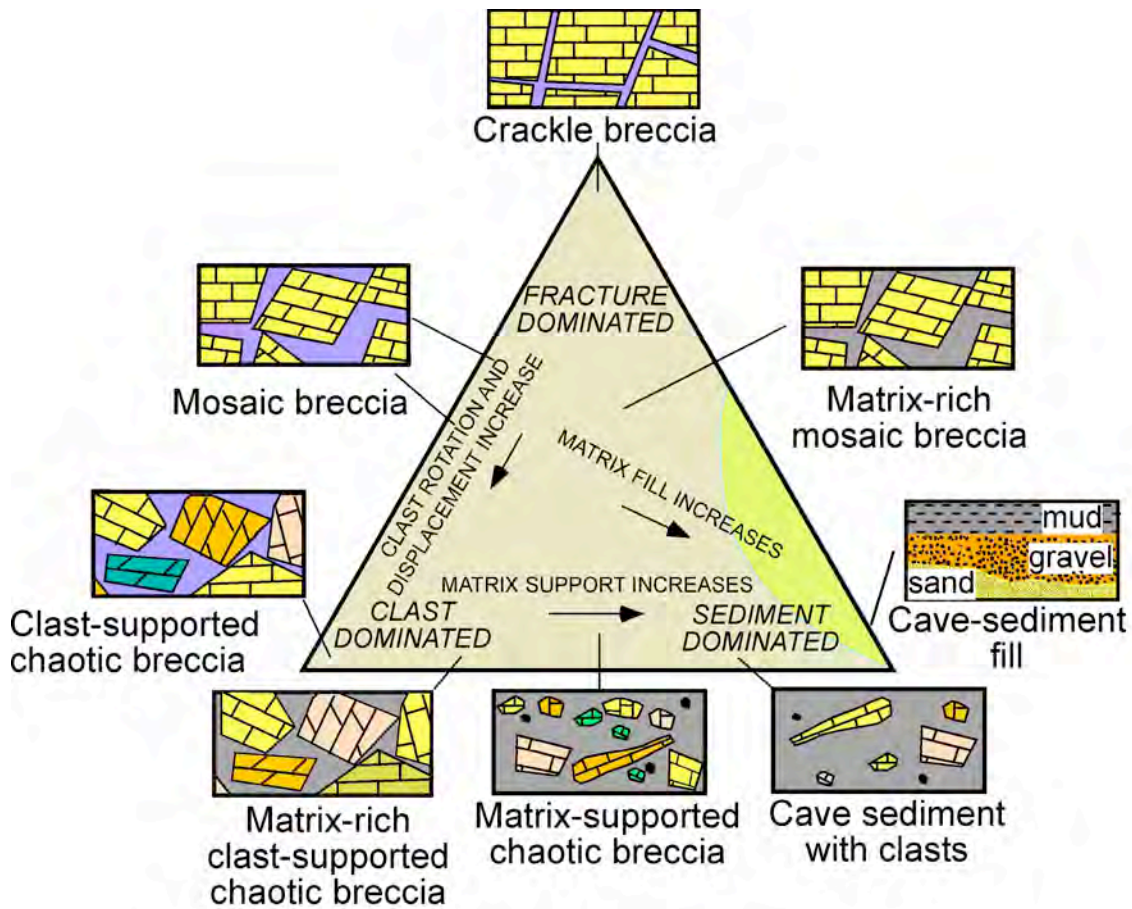 Crackle breccia
FRACTURE
DOMINATED
Mosaic breccia
Matrix-rich
mosaic breccia
CLAST ROTATION AND
DISPLACEMENT INCREASE
MATRIX FILL INCREASES
mud
gravel
sand
Cave-sediment
fill
MATRIX SUPPORT INCREASES
CLAST
DOMINATED
SEDIMENT
DOMINATED
Clast-supported
chaotic breccia
Matrix-rich
clast-supported
chaotic breccia
Matrix-supported
chaotic breccia
Cave sediment
with clasts